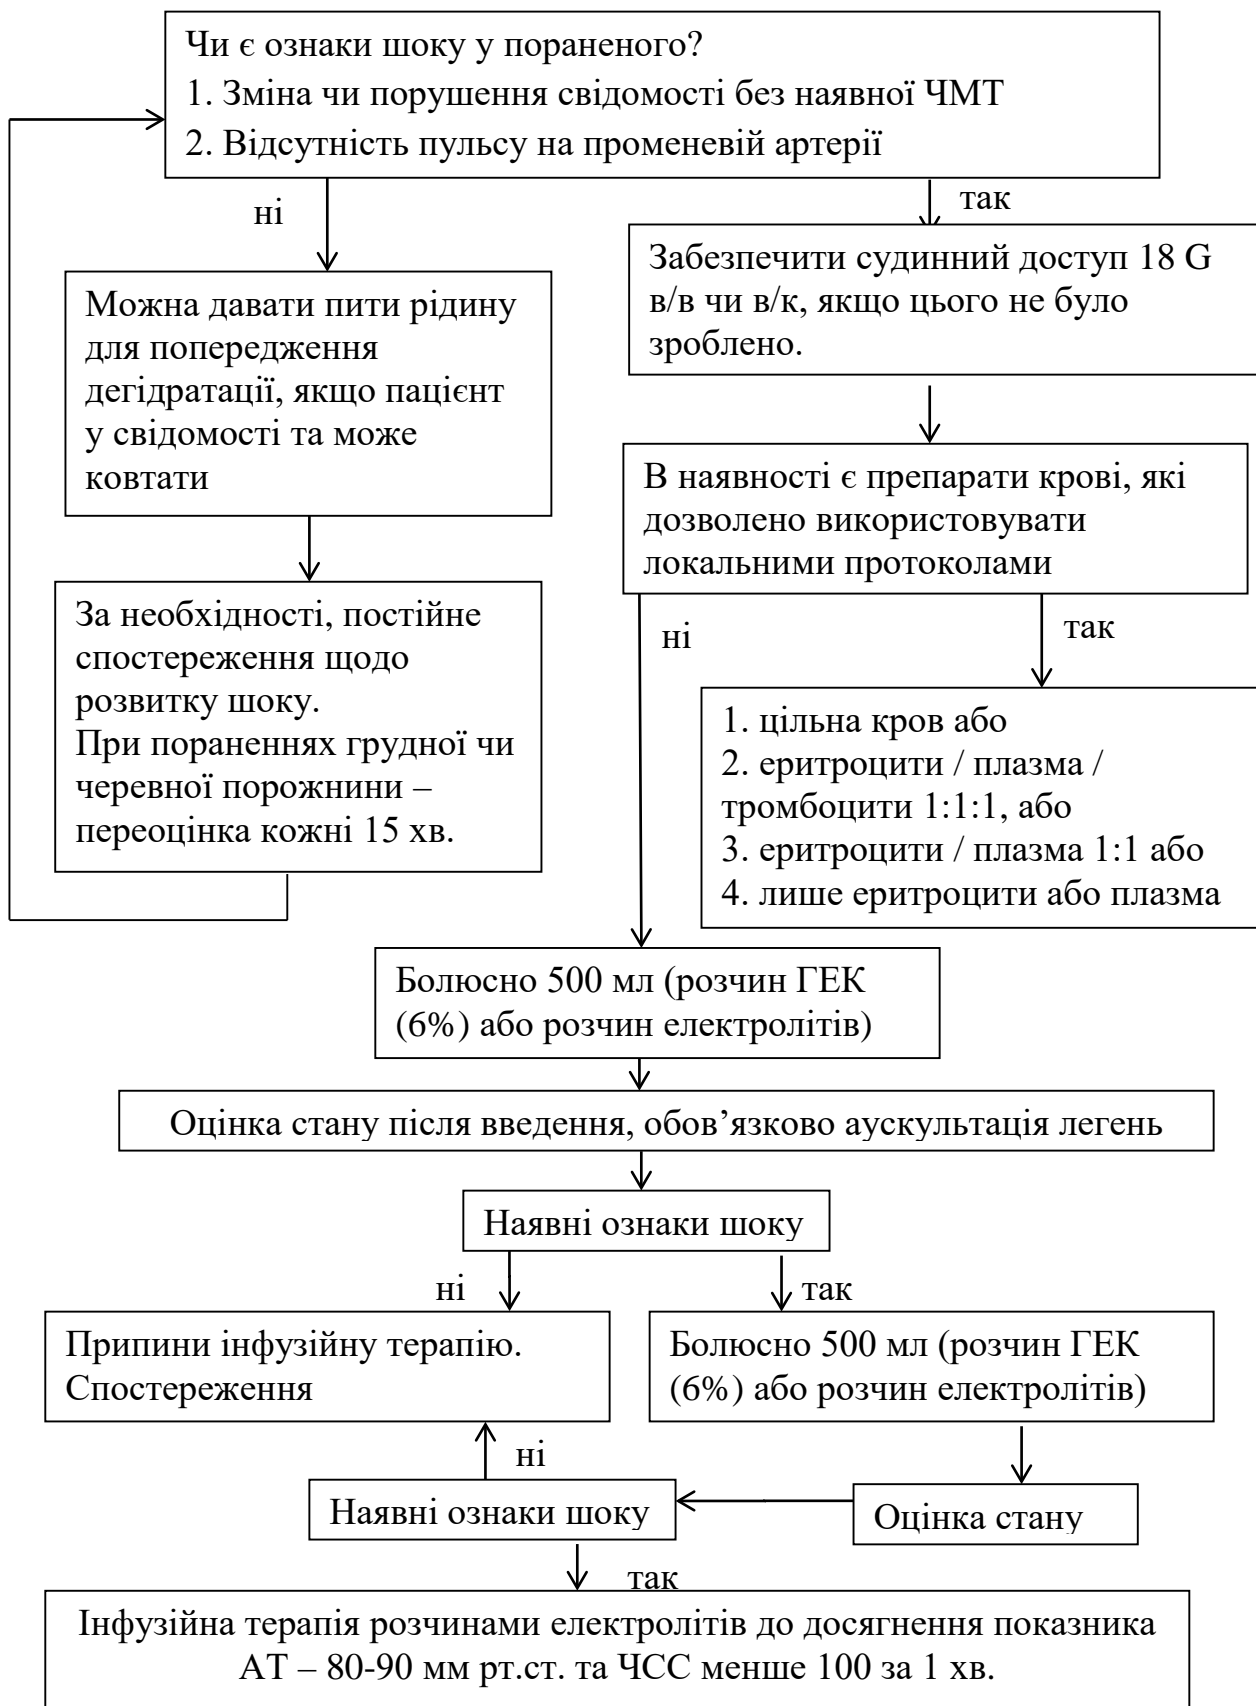 Чи є ознаки шоку у пораненого?
1. Зміна чи порушення свідомості без наявної ЧМТ
2. Відсутність пульсу на променевій артерії
ні
так
Можна давати пити рідину
для попередження
дегідратації, якщо пацієнт
у свідомості та може
ковтати
Забезпечити судинний доступ 18 G
в/в чи в/к, якщо цього не було
зроблено.
В наявності є препарати крові, які
дозволено використовувати
локальними протоколами
За необхідності, постійне
спостереження щодо
розвитку шоку.
При пораненнях грудної чи
черевної порожнини –
переоцінка кожні 15 хв.
ні
так
1. цільна кров або
2. еритроцити / плазма /
тромбоцити 1:1:1, або
3. еритроцити / плазма 1:1 або
4. лише еритроцити або плазма
Болюсно 500 мл (розчин ГЕК
(6%) або розчин електролітів)
Оцінка стану після введення, обов’язково аускультація легень
Наявні ознаки шоку
ні
так
Припини інфузійну терапію.
Спостереження
Болюсно 500 мл (розчин ГЕК
(6%) або розчин електролітів)
ні
Наявні ознаки шоку
Оцінка стану
так
Інфузійна терапія розчинами електролітів до досягнення показника
АТ – 80-90 мм рт.ст. та ЧСС менше 100 за 1 хв.